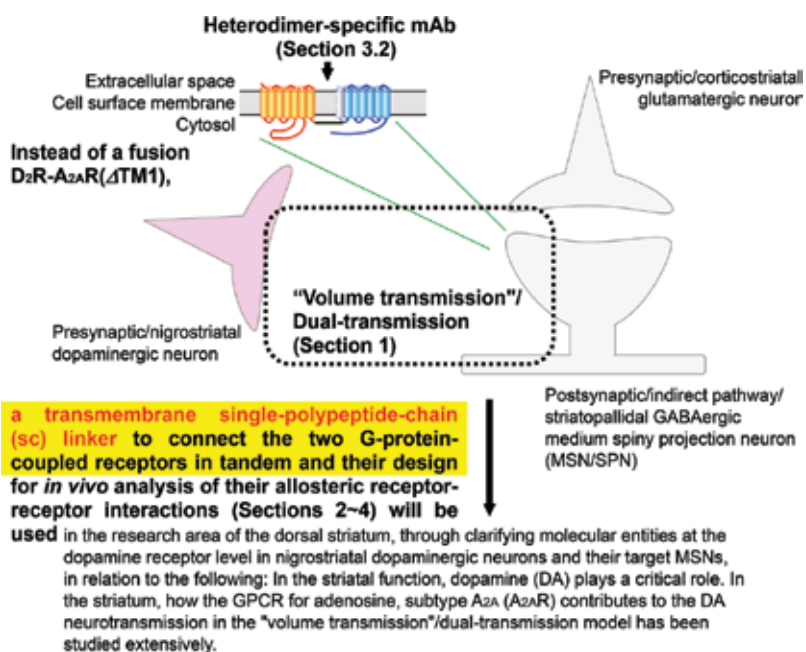 Heterodimer-specific mAb
(Section 3.2)
Extracellular space
Cell surface membrane
Cytosol
Presynaptic/corticostriatall
glutamatergic neuron
Instead of a fusion
D2R-A2AR(ΔTM1),
"Volume transmission"/
Dual-transmission
(Section 1)
Presynaptic/nigrostriatal
dopaminergic neuron
Postsynaptic/indirect pathway/
striatopallidal GABAergic
medium spiny projection neuron
(MSN/SPN)
a transmembrane single-polypeptide-chain
(sc) linker to connect the two G-protein-
coupled receptors in tandem and their design
for in vivo analysis of their allosteric receptor-
receptor interactions (Sections 2~4) will be
used in the research area of the dorsal striatum, through clarifying molecular entities at the
dopamine receptor level in nigrostriatal dopaminergic neurons and their target MSNs,
in relation to the following: In the striatal function, dopamine (DA) plays a critical role. In
the striatum, how the GPCR for adenosine, subtype A2A (A2AR) contributes to the DA
neurotransmission in the "volume transmission"/dual-transmission model has been
studied extensively.